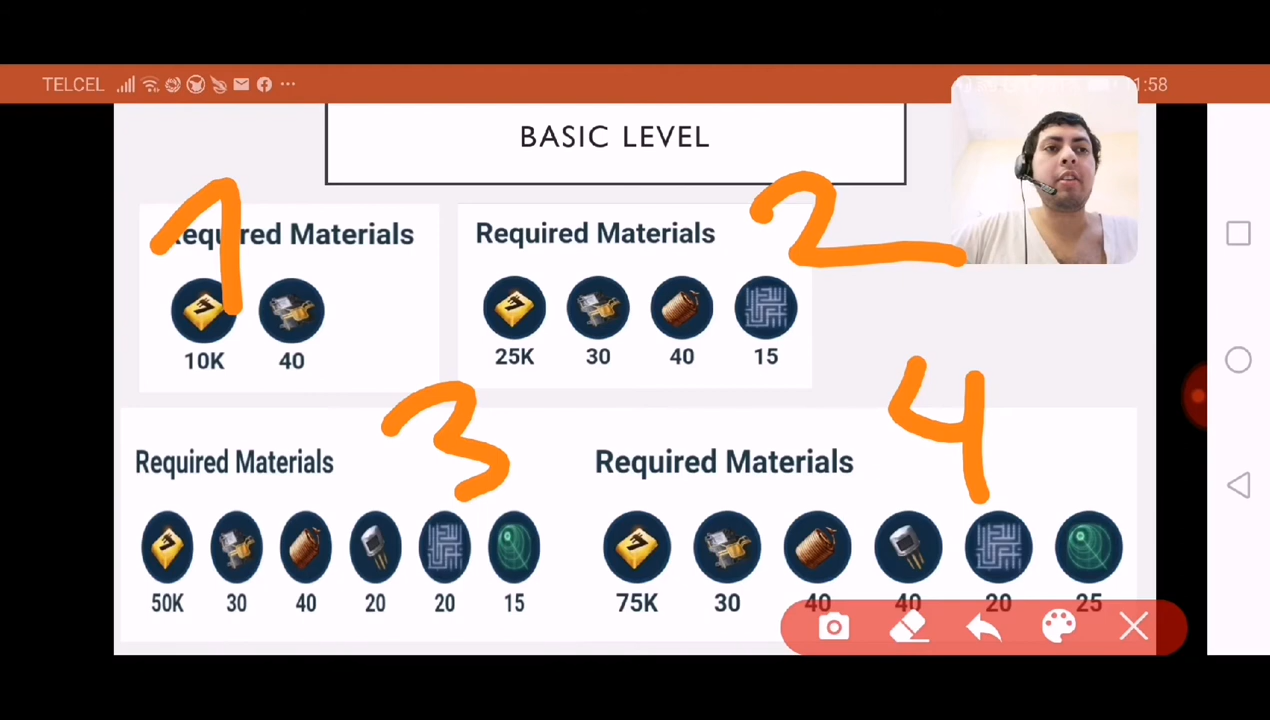 TELCEL
1:58
BASIC LEVEL
1
Required Materials
10K 40
2
Required Materials
25K 30 40 15
3
Required Materials
50K 30 40 20 20 15
4
Required Materials
75K 30 40 40 20 25